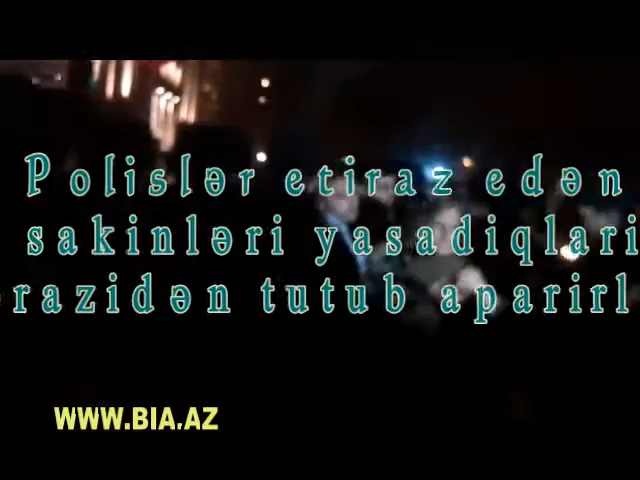 Polislər etiraz edən
sakinləri yasadiqlari
ərazidən tutub aparirl
WWW.BIA.AZ